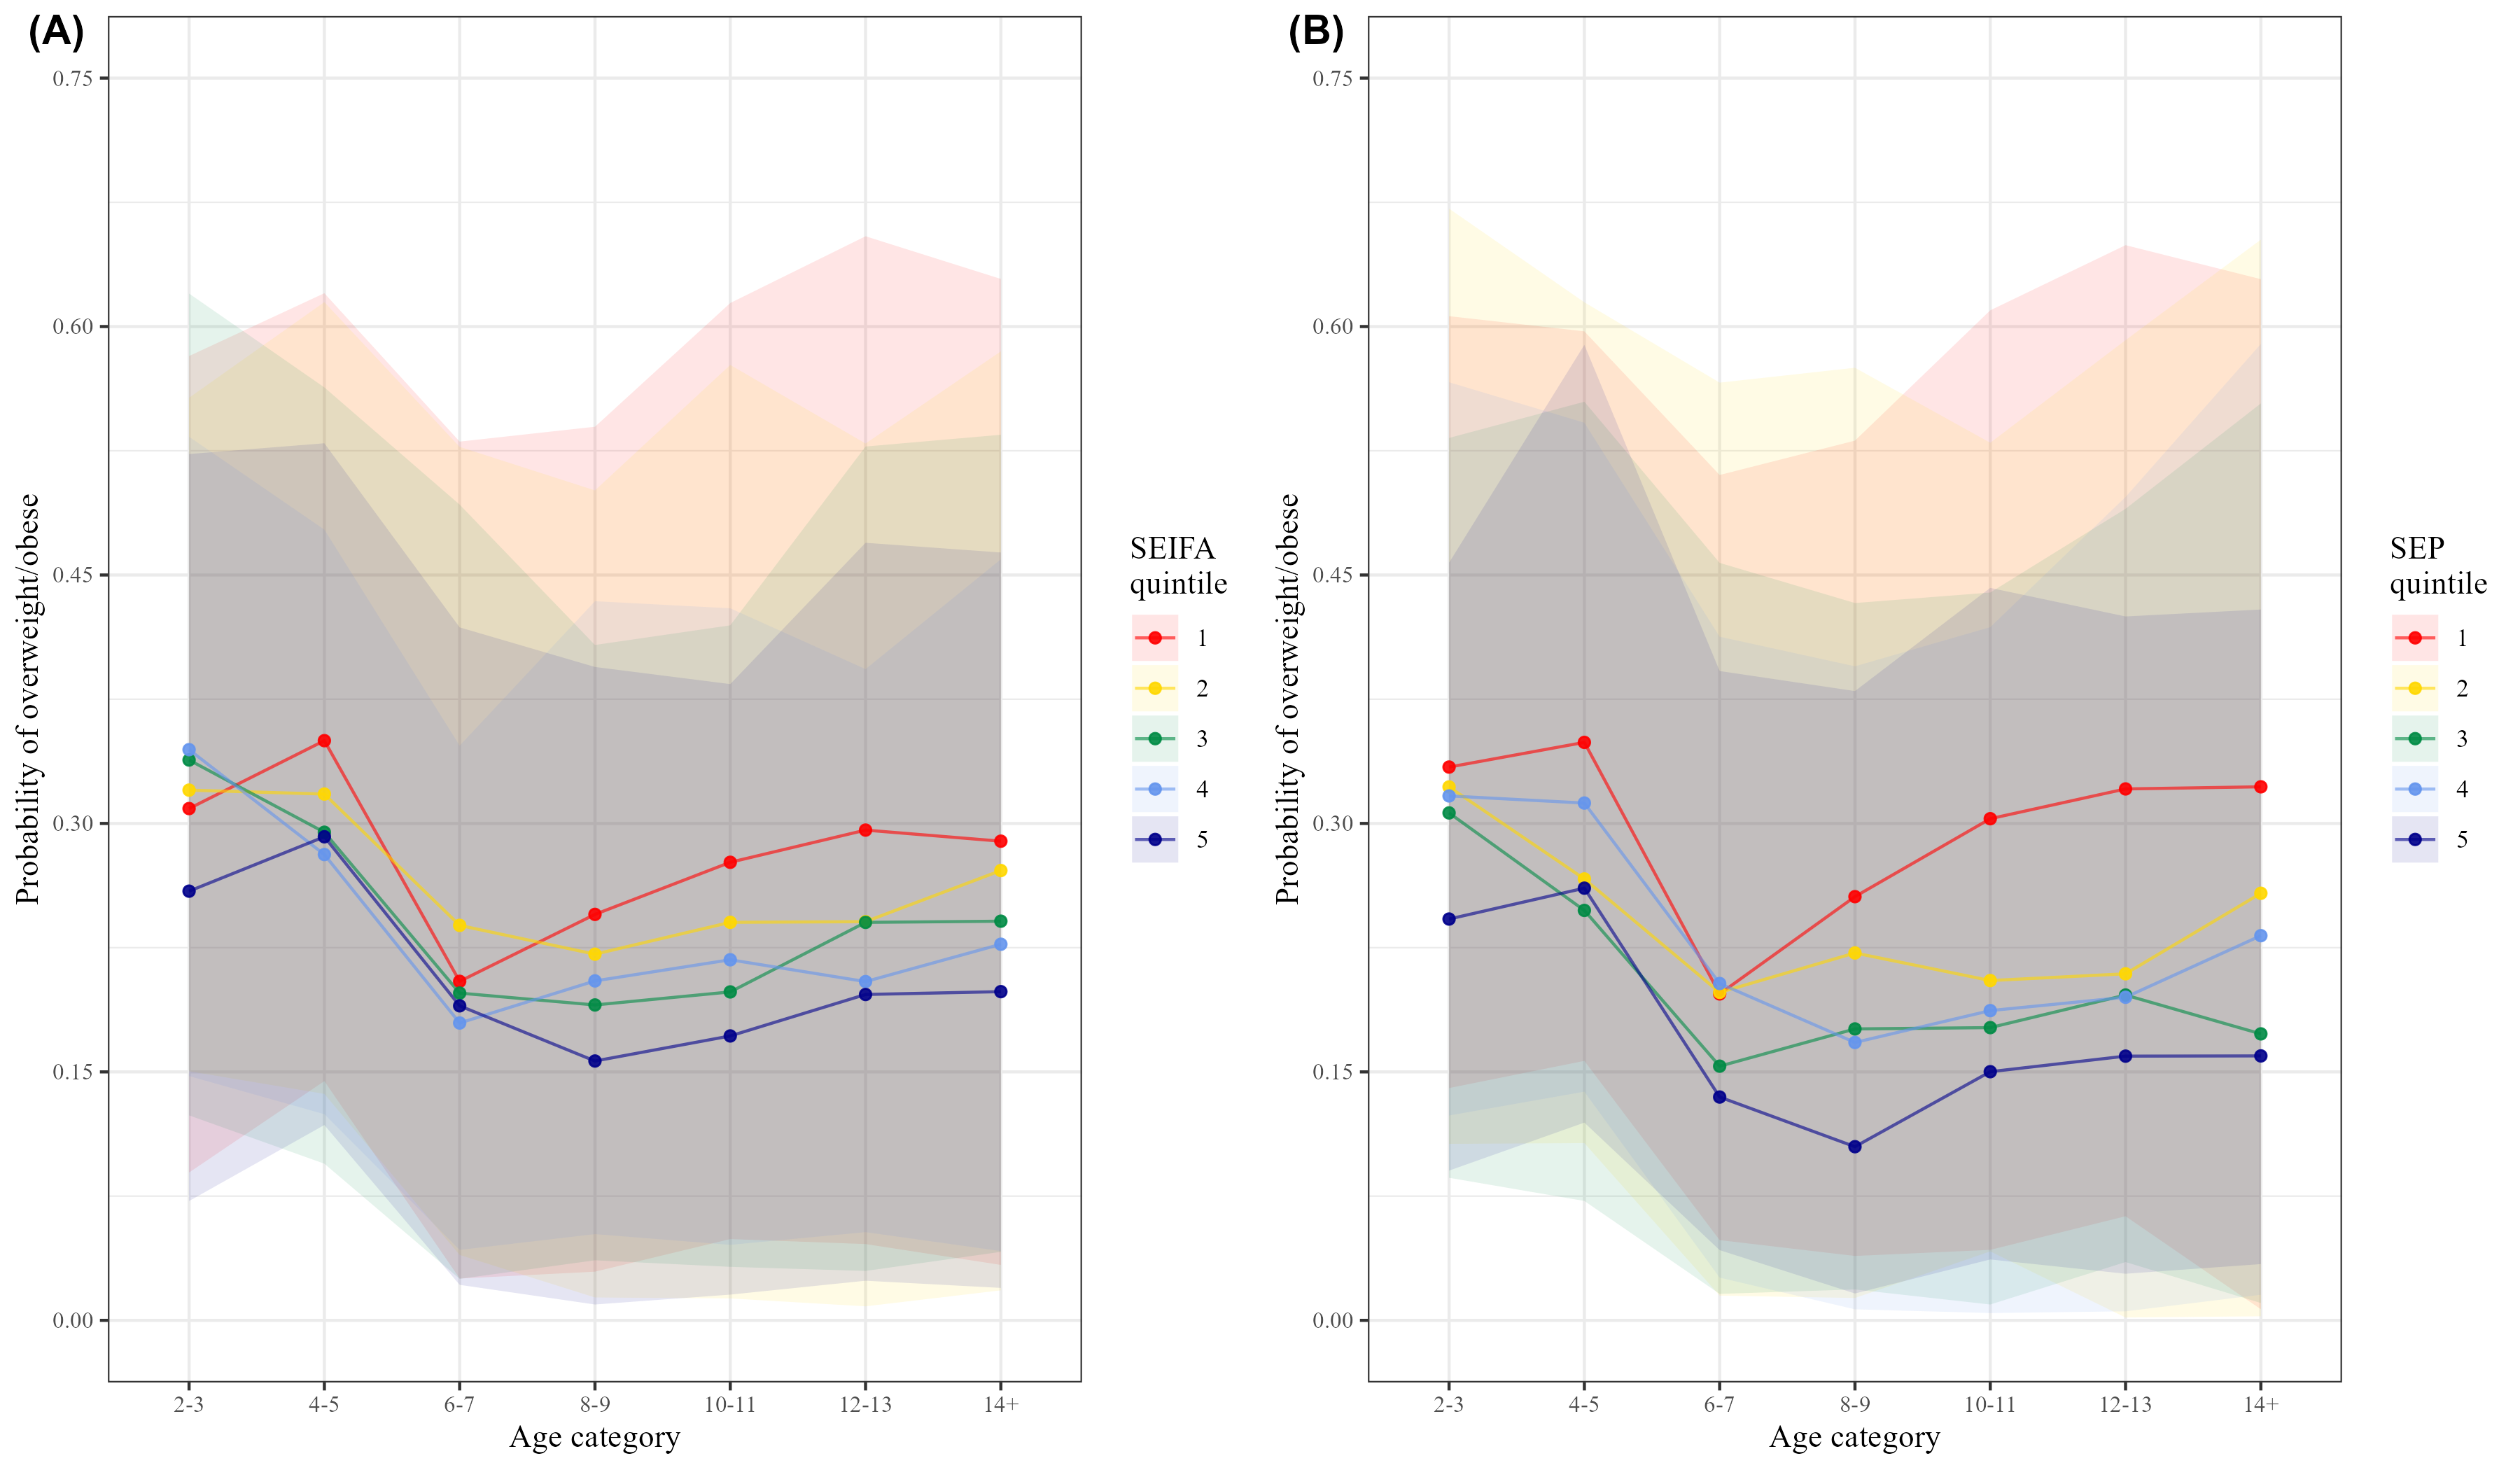 (A)
0.75
0.60
0.45
0.30
0.15
0.00
Probability of overweight/obese
2-3 4-5 6-7 8-9 10-11 12-13 14+
Age category
SEIFA
quintile
1
2
3
4
5
(B)
0.75
0.60
0.45
0.30
0.15
0.00
Probability of overweight/obese
2-3 4-5 6-7 8-9 10-11 12-13 14+
Age category
SEP
quintile
1
2
3
4
5